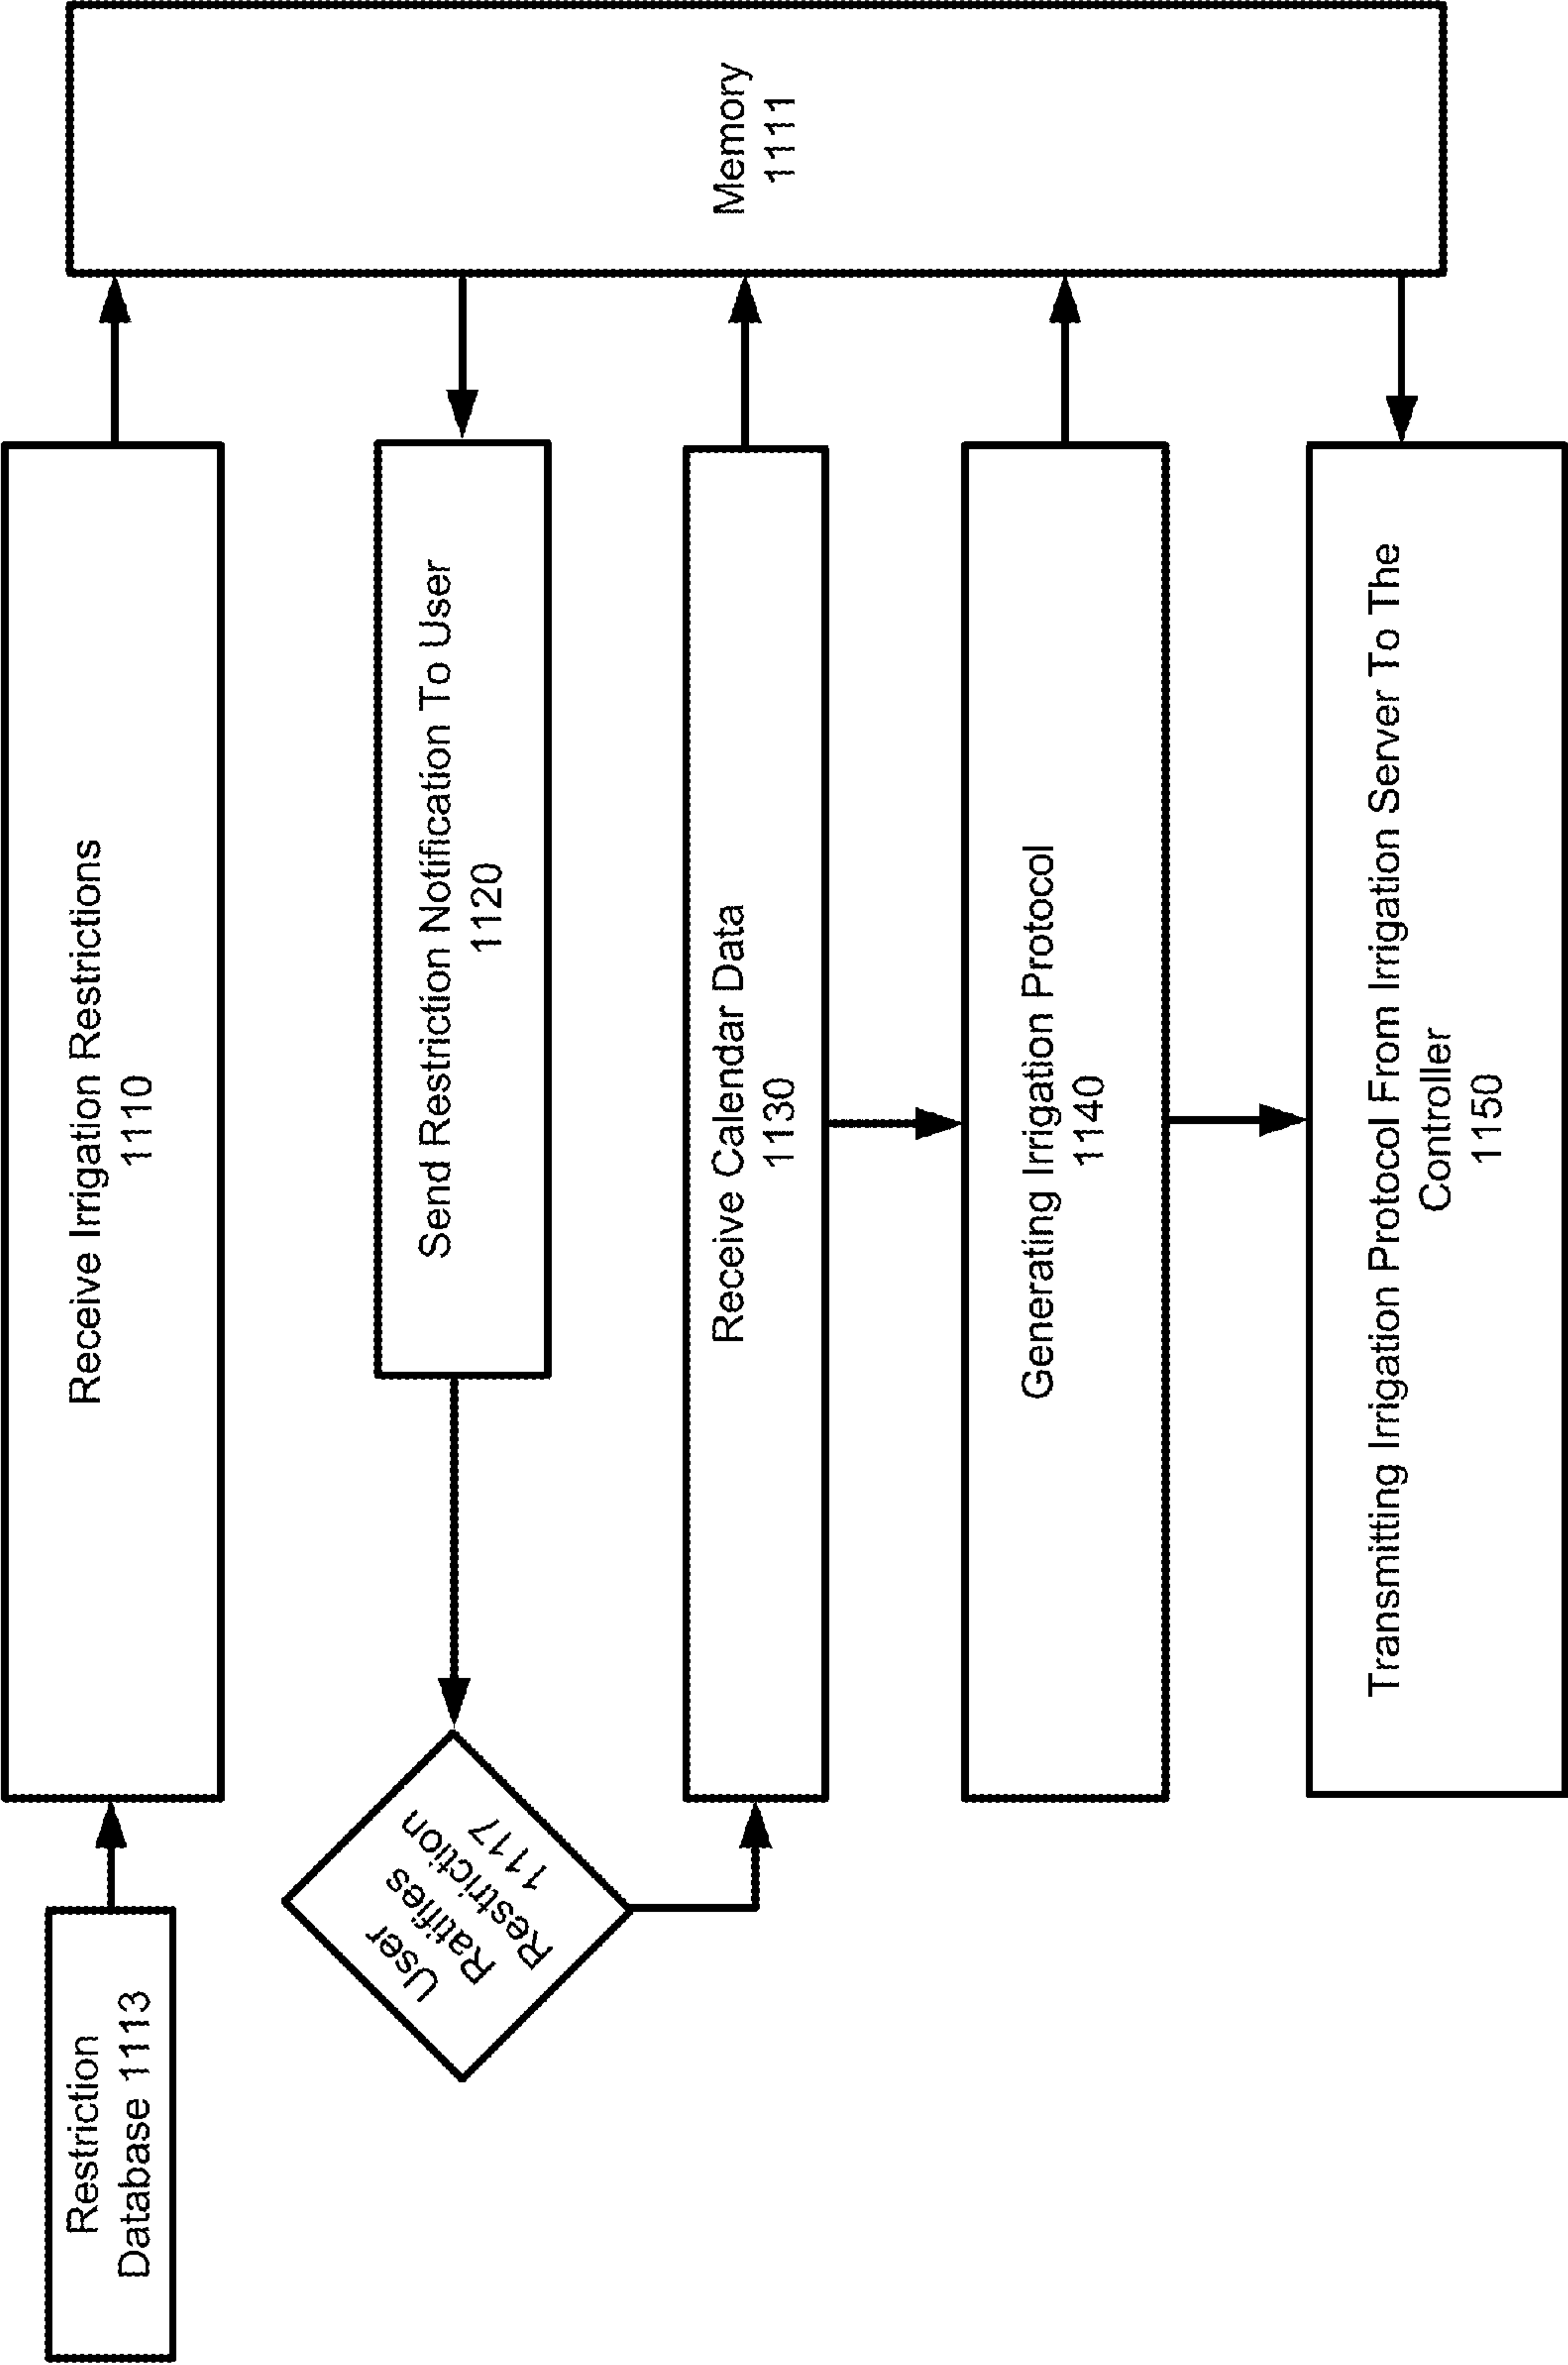 Restriction
Database 1113
Receive Irrigation Restrictions
1110
Memory
1111
Send Restriction Notification To User
1120
User
Ratifies
Restriction
1117
Receive Calendar Data
1130
Generating Irrigation Protocol
1140
Transmitting Irrigation Protocol From Irrigation Server To The
Controller
1150